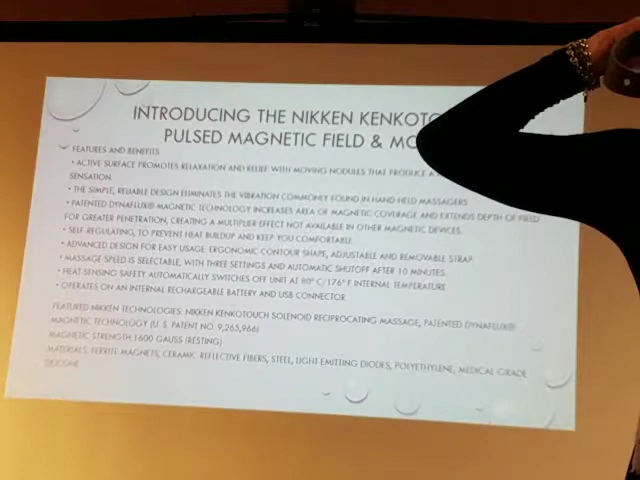 INTRODUCING THE NIKKEN KENKOTO
PULSED MAGNETIC FIELD & MO
FEATURES AND BENEFITS
• ACTIVE SURFACE PROMOTES RELAXATION AND RELIEF WITH MOVING NODULES THAT PRODUCE A
SENSATION.
• THE SIMPLE, RELIABLE DESIGN ELIMINATES THE VIBRATION COMMONLY FOUND IN HAND HELD MASSAGERS.
• PATENTED DYNAFLUX® MAGNETIC TECHNOLOGY INCREASES AREA OF MAGNETIC COVERAGE AND EXTENDS DEPTH OF FIELD
FOR GREATER PENETRATION, CREATING A MULTIPLIER EFFECT NOT AVAILABLE IN OTHER MAGNETIC DEVICES.
• SELF-REGULATING, TO PREVENT HEAT BUILDUP AND KEEP YOU COMFORTABLE.
• ADVANCED DESIGN FOR EASY USAGE: ERGONOMIC CONTOUR SHAPE, ADJUSTABLE AND REMOVABLE STRAP.
• MASSAGE SPEED IS SELECTABLE, WITH THREE SETTINGS AND AUTOMATIC SHUTOFF AFTER 10 MINUTES.
• HEAT SENSING SAFETY AUTOMATICALLY SWITCHES OFF UNIT AT 80° C/176° F INTERNAL TEMPERATURE.
• OPERATES ON AN INTERNAL RECHARGEABLE BATTERY AND USB CONNECTOR.
FEATURED NIKKEN TECHNOLOGIES: NIKKEN KENKOTOUCH SOLENOID RECIPROCATING MASSAGE, PATENTED DYNAFLUX®
MAGNETIC TECHNOLOGY (U. S. PATENT NO. 9,265,966)
MAGNETIC STRENGTH:1600 GAUSS (RESTING)
MATERIALS: FERRITE MAGNETS, CERAMIC REFLECTIVE FIBERS, STEEL, LIGHT-EMITTING DIODES, POLYETHYLENE, MEDICAL GRADE
SILICONE